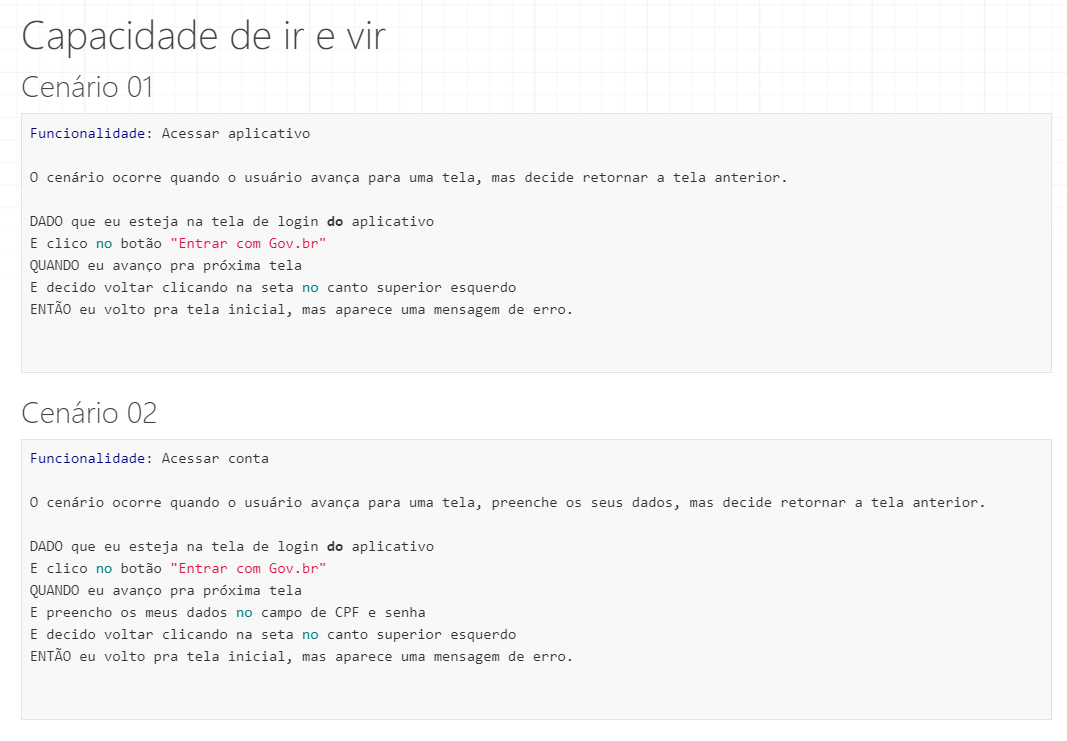 Capacidade de ir e vir
Cenário 01
Funcionalidade: Acessar aplicativo
O cenário ocorre quando o usuário avança para uma tela, mas decide retornar a tela anterior.
DADO que eu esteja na tela de login do aplicativo
E clico no botão "Entrar com Gov.br"
QUANDO eu avanço pra próxima tela
E decido voltar clicando na seta no canto superior esquerdo
ENTÃO eu volto pra tela inicial, mas aparece uma mensagem de erro.
Cenário 02
Funcionalidade: Acessar conta
O cenário ocorre quando o usuário avança para uma tela, preenche os seus dados, mas decide retornar a tela anterior.
DADO que eu esteja na tela de login do aplicativo
E clico no botão "Entrar com Gov.br"
QUANDO eu avanço pra próxima tela
E preencho os meus dados no campo de CPF e senha
E decido voltar clicando na seta no canto superior esquerdo
ENTÃO eu volto pra tela inicial, mas aparece uma mensagem de erro.